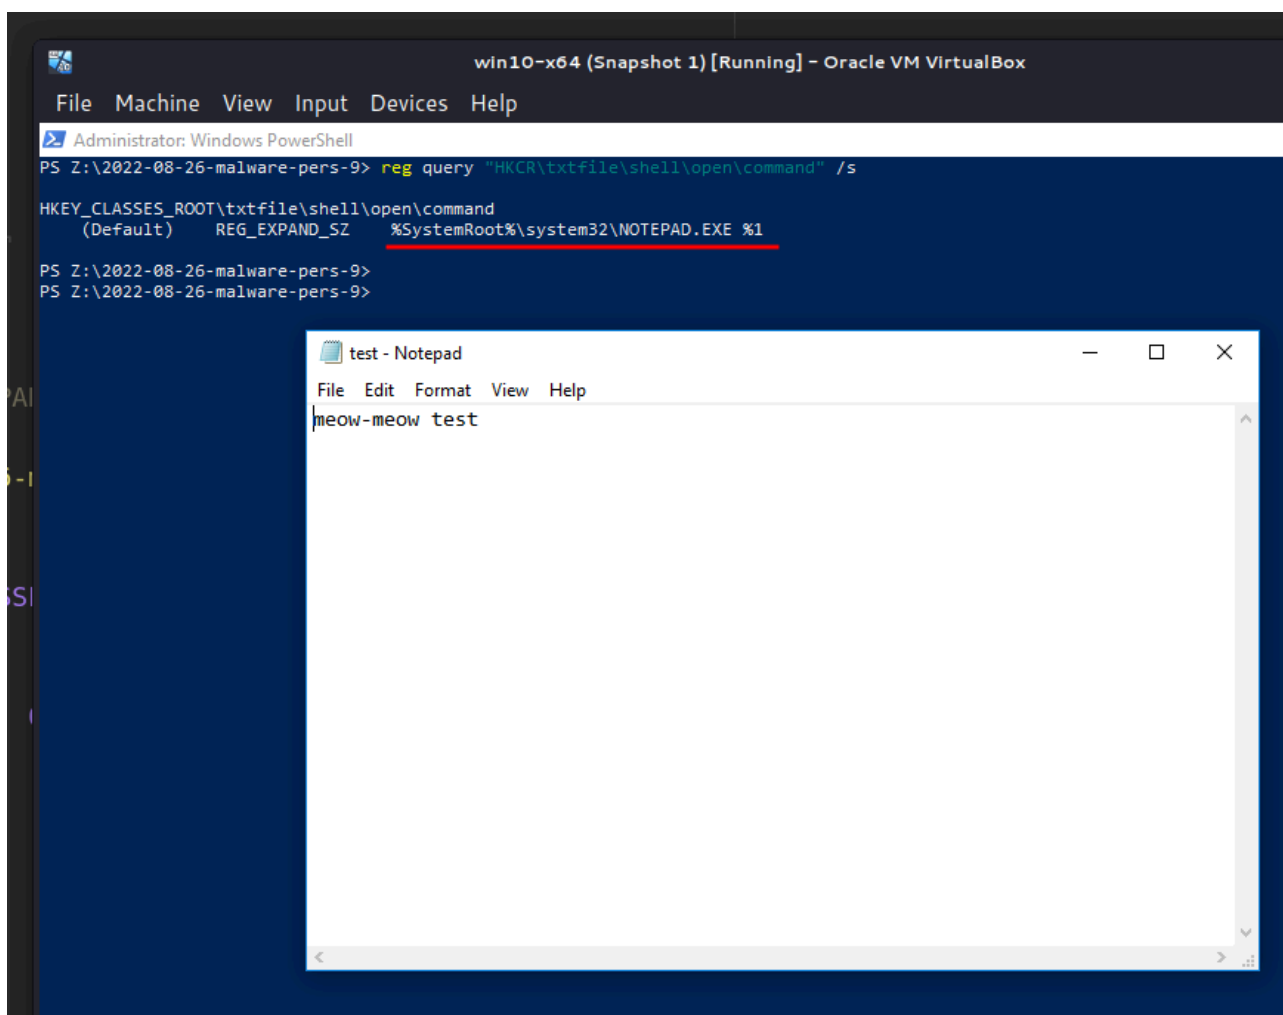 win10-x64 (Snapshot 1) [Running] - Oracle VM VirtualBox
File Machine View Input Devices Help
Administrator: Windows PowerShell
PS Z:\2022-08-26-malware-pers-9> reg query "HKCR\txtfile\shell\open\command" /s
HKEY_CLASSES_ROOT\txtfile\shell\open\command
(Default) REG_EXPAND_SZ %SystemRoot%\system32\NOTEPAD.EXE %1
PS Z:\2022-08-26-malware-pers-9>
PS Z:\2022-08-26-malware-pers-9>
test - Notepad
File Edit Format View Help
meow-meow test